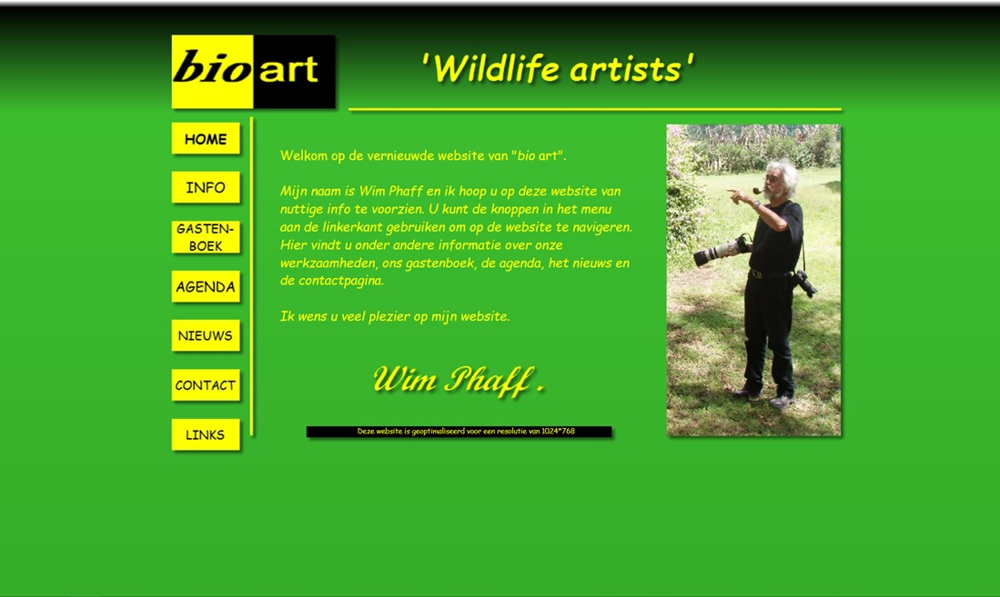 bio art
'Wildlife artists'
HOME
INFO
GASTEN-
BOEK
AGENDA
NIEUWS
CONTACT
LINKS
Welkom op de vernieuwde website van "bio art".
Mijn naam is Wim Phaff en ik hoop u op deze website van
nuttige info te voorzien. U kunt de knoppen in het menu
aan de linkerkant gebruiken om op de website te navigeren.
Hier vindt u onder andere informatie over onze
werkzaamheden, ons gastenboek, de agenda, het nieuws en
de contactpagina.
Ik wens u veel plezier op mijn website.
Wim Phaff .
Deze website is geoptimaliseerd voor een resolutie van 1024*768